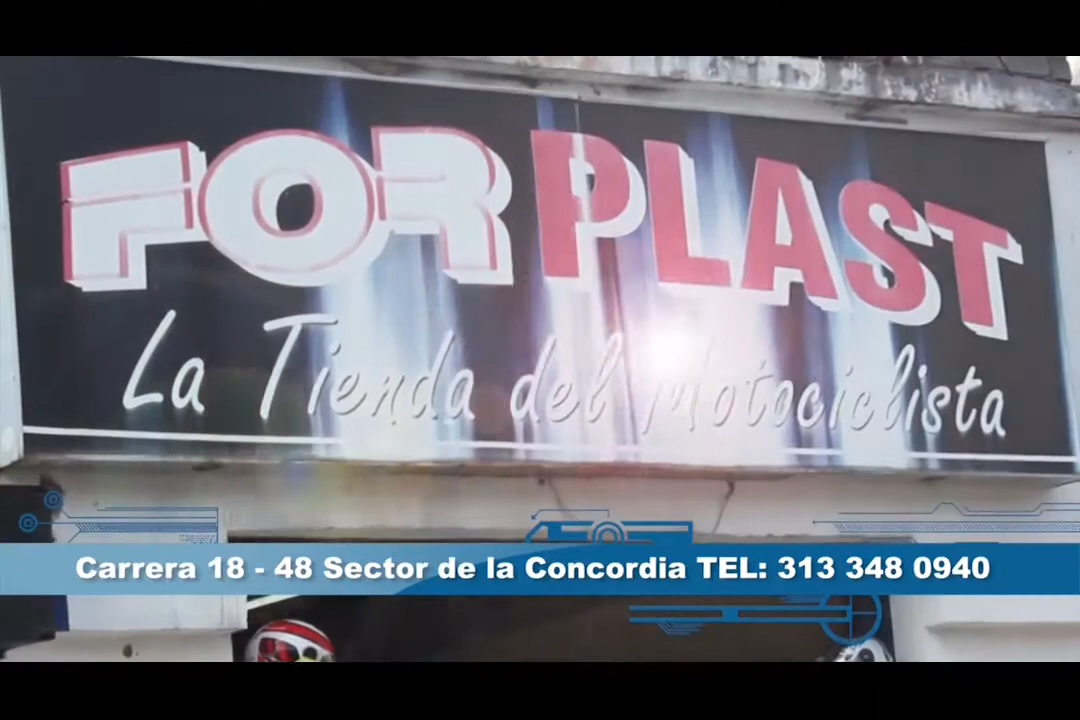 FORPLAST
La Tienda del Motociclista
Carrera 18 - 48 Sector de la Concordia TEL: 313 348 0940